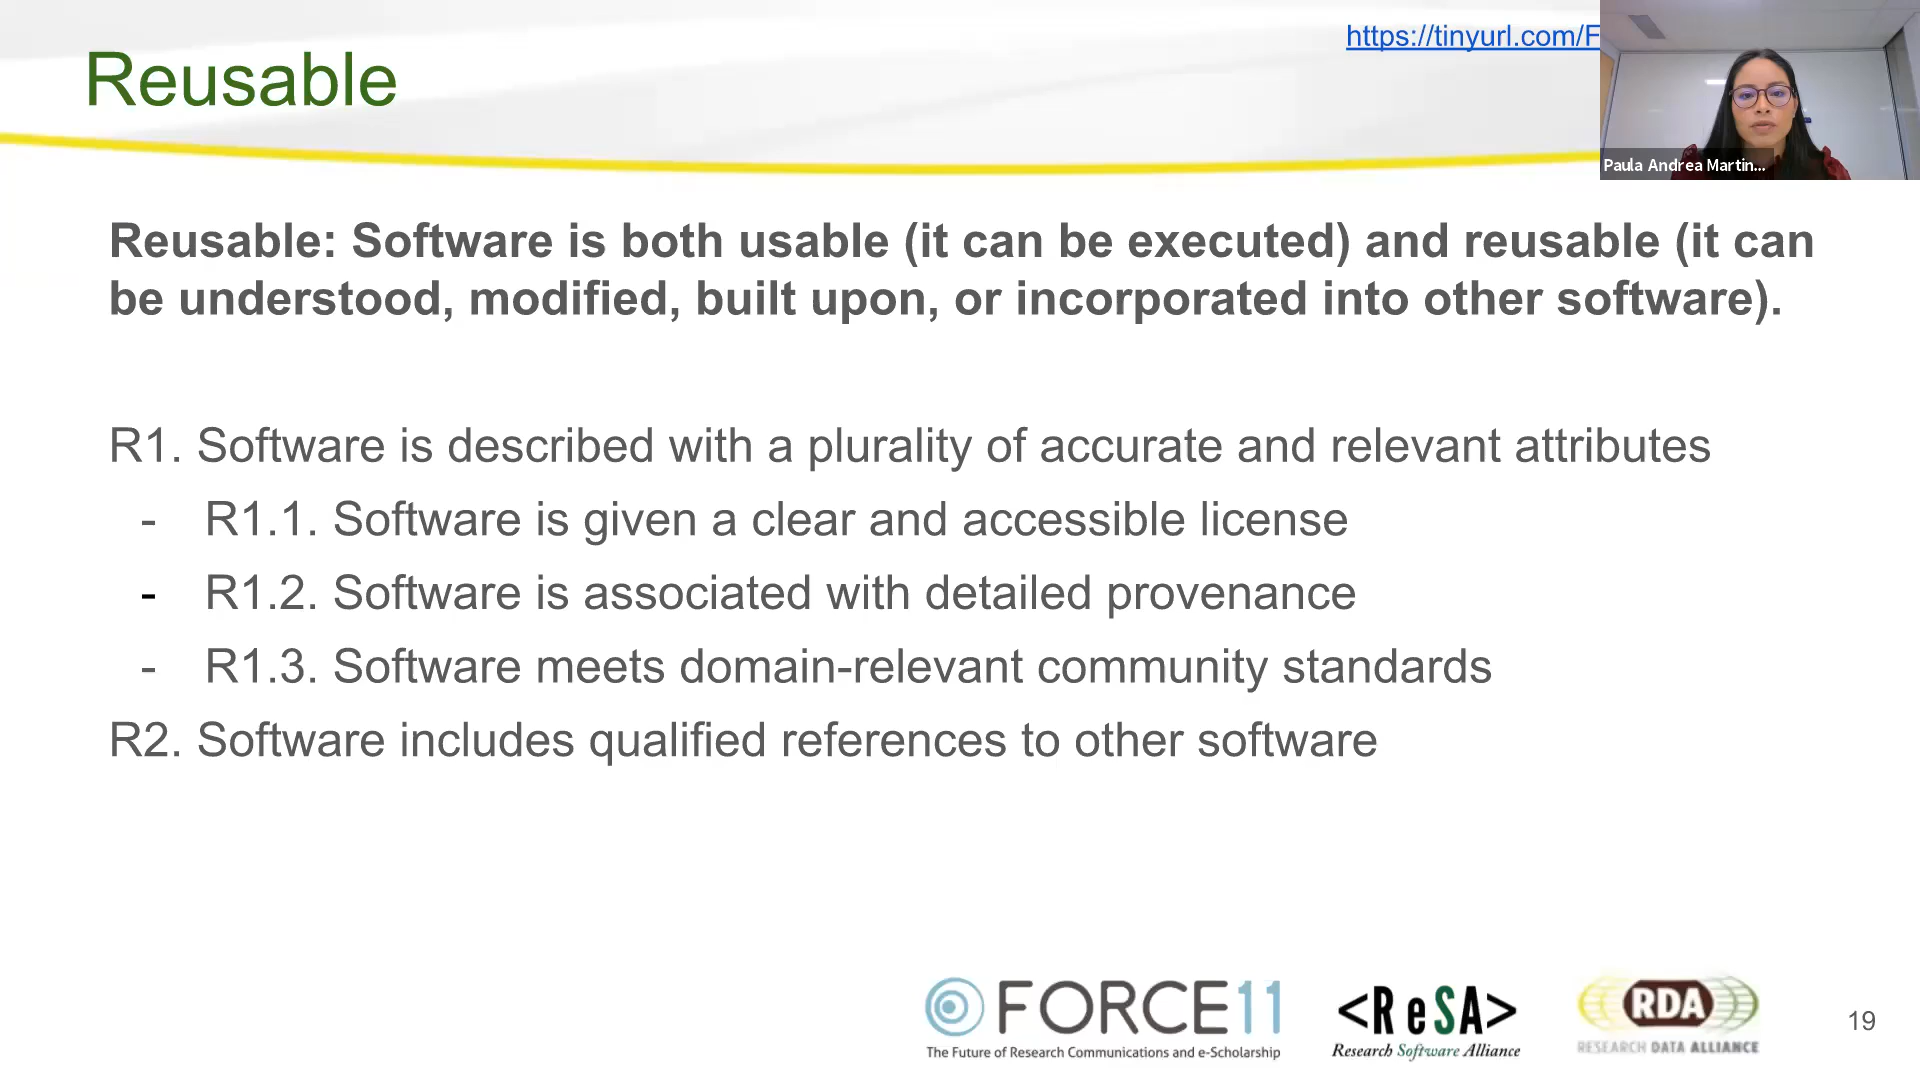 https://tinyurl.com/F
Reusable
Paula Andrea Martin...
Reusable: Software is both usable (it can be executed) and reusable (it can
be understood, modified, built upon, or incorporated into other software).
R1. Software is described with a plurality of accurate and relevant attributes
- R1.1. Software is given a clear and accessible license
- R1.2. Software is associated with detailed provenance
- R1.3. Software meets domain-relevant community standards
R2. Software includes qualified references to other software
FORCE11
The Future of Research Communications and e-Scholarship
<ReSA>
Research Software Alliance
RDA
RESEARCH DATA ALLIANCE
19